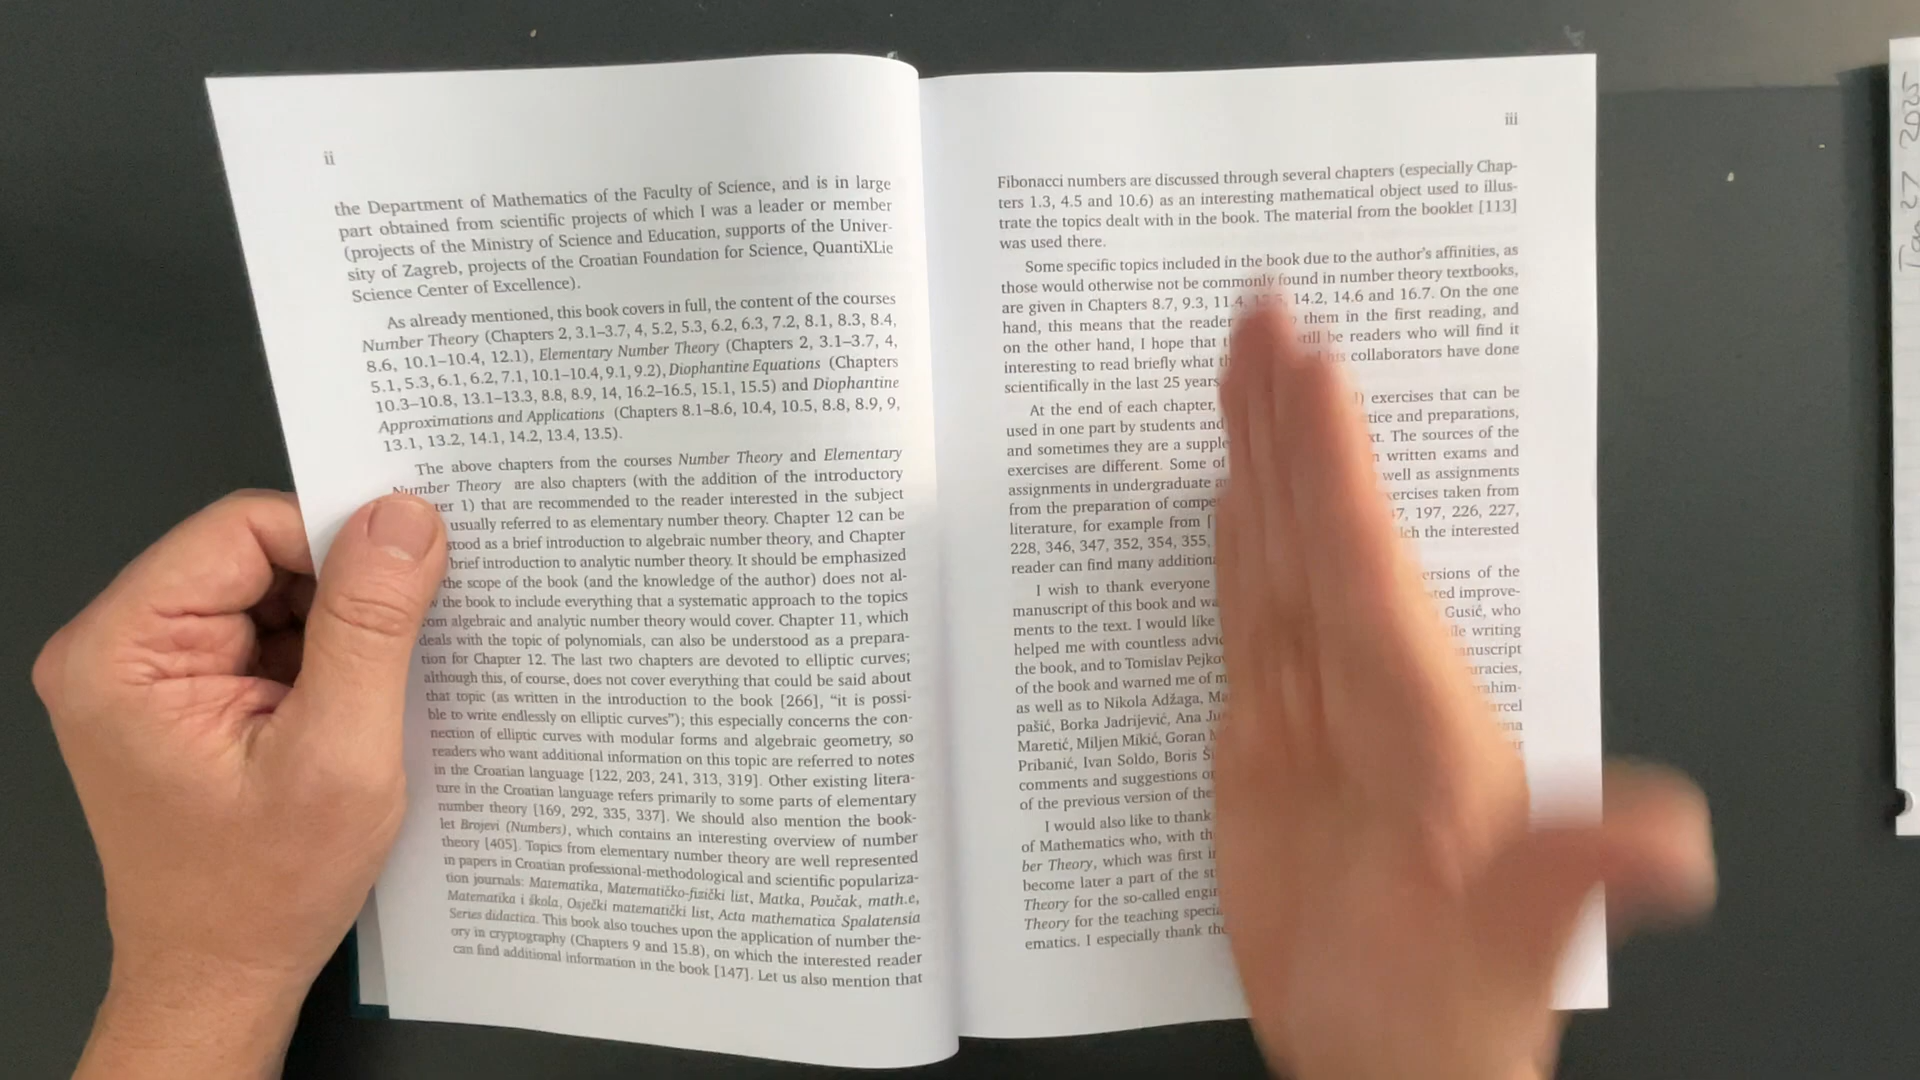 ii
the Department of Mathematics of the Faculty of Science, and is in large
part obtained from scientific projects of which I was a leader or member
(projects of the Ministry of Science and Education, supports of the Univer-
sity of Zagreb, projects of the Croatian Foundation for Science, QuantiXLie
Science Center of Excellence).
As already mentioned, this book covers in full, the content of the courses
Number Theory (Chapters 2, 3.1–3.7, 4, 5.2, 5.3, 6.2, 6.3, 7.2, 8.1, 8.3, 8.4,
8.6, 10.1–10.4, 12.1), Elementary Number Theory (Chapters 2, 3.1–3.7, 4,
5.1, 5.3, 6.1, 6.2, 7.1, 10.1–10.4, 9.1, 9.2), Diophantine Equations (Chapters
10.3–10.8, 13.1–13.3, 8.8, 8.9, 14, 16.2–16.5, 15.1, 15.5) and Diophantine
Approximations and Applications (Chapters 8.1–8.6, 10.4, 10.5, 8.8, 8.9, 9,
13.1, 13.2, 14.1, 14.2, 13.4, 13.5).
The above chapters from the courses Number Theory and Elementary
Number Theory are also chapters (with the addition of the introductory
1) that are recommended to the reader interested in the subject
usually referred to as elementary number theory. Chapter 12 can be
as a brief introduction to algebraic number theory, and Chapter
brief introduction to analytic number theory. It should be emphasized
the scope of the book (and the knowledge of the author) does not al-
the book to include everything that a systematic approach to the topics
algebraic and analytic number theory would cover. Chapter 11, which
deals with the topic of polynomials, can also be understood as a prepara-
tion for Chapter 12. The last two chapters are devoted to elliptic curves;
although this, of course, does not cover everything that could be said about
that topic (as written in the introduction to the book [266], “it is possi-
ble to write endlessly on elliptic curves”); this especially concerns the con-
nection of elliptic curves with modular forms and algebraic geometry, so
readers who want additional information on this topic are referred to notes
in the Croatian language [122, 203, 241, 313, 319]. Other existing litera-
ture in the Croatian language refers primarily to some parts of elementary
number theory [169, 292, 335, 337]. We should also mention the book-
let Brojevi (Numbers), which contains an interesting overview of number
theory [405]. Topics from elementary number theory are well represented
in papers in Croatian professional-methodological and scientific populariza-
tion journals: Matematika, Matematičko-fizički list, Matka, Poučak, math.e,
Matematika i škola, Osječki matematički list, Acta mathematica Spalatensia
Series didactica. This book also touches upon the application of number the-
ory in cryptography (Chapters 9 and 15.8), on which the interested reader
can find additional information in the book [147]. Let us also mention that
iii
Fibonacci numbers are discussed through several chapters (especially Chap-
ters 1.3, 4.5 and 10.6) as an interesting mathematical object used to illus-
trate the topics dealt with in the book. The material from the booklet [113]
was used there.
Some specific topics included in the book due to the author’s affinities, as
those would otherwise not be commonly found in number theory textbooks,
are given in Chapters 8.7, 9.3, 11.4, 14.2, 14.6 and 16.7. On the one
hand, this means that the reader them in the first reading, and
on the other hand, I hope that be readers who will find it
interesting to read briefly what collaborators have done
scientifically in the last 25 years
At the end of each chapter, exercises that can be
used in one part by students and and preparations,
and sometimes they are a The sources of the
exercises are different. Some of written exams and
assignments in undergraduate well as assignments
from the preparation of taken from
literature, for example from 197, 226, 227,
228, 346, 347, 352, 354, 355, the interested
reader can find many
I wish to thank everyone of the
manuscript of this book and improve-
ments to the text. I would like Gusić, who
helped me with countless writing
the book, and to Tomislav
of the book and warned me of
as well as to Nikola Adžaga,
pašić, Borka Jadrijević, Ana
Maretić, Miljen Mikić, Goran
Pribanić, Ivan Soldo, Boris
comments and suggestions
of the previous version of the
I would also like to thank
of Mathematics who, with
ber Theory, which was first
become later a part of the
Theory for the so-called
Theory for the teaching
ematics. I especially thank
27 2025